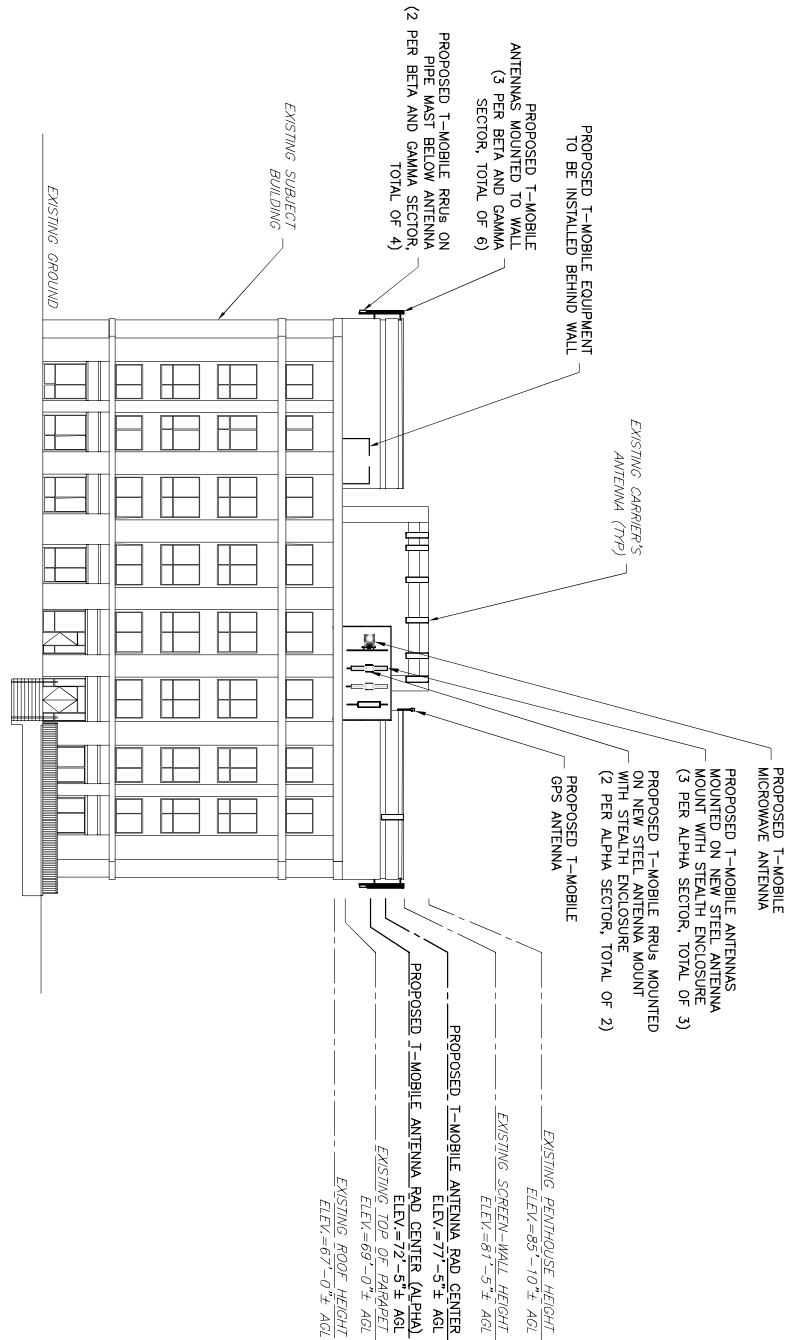 PROPOSED T-MOBILE
MICROWAVE ANTENNA
PROPOSED T-MOBILE ANTENNAS
MOUNTED ON NEW STEEL ANTENNA
MOUNT WITH STEALTH ENCLOSURE
(3 PER ALPHA SECTOR, TOTAL OF 3)
PROPOSED T-MOBILE RRUs MOUNTED
ON NEW STEEL ANTENNA MOUNT
WITH STEALTH ENCLOSURE
(2 PER ALPHA SECTOR, TOTAL OF 2)
PROPOSED T-MOBILE
GPS ANTENNA
EXISTING CARRIER'S
ANTENNA (TYP)
PROPOSED T-MOBILE EQUIPMENT
TO BE INSTALLED BEHIND WALL
PROPOSED T-MOBILE
ANTENNAS MOUNTED TO WALL
(3 PER BETA AND GAMMA
SECTOR, TOTAL OF 6)
PROPOSED T-MOBILE RRUs ON
PIPE MAST BELOW ANTENNA
(2 PER BETA AND GAMMA SECTOR,
TOTAL OF 4)
EXISTING SUBJECT
BUILDING
EXISTING GROUND
EXISTING PENTHOUSE HEIGHT
ELEV.=85'-10"± AGL
EXISTING SCREEN-WALL HEIGHT
ELEV.=81'-5"± AGL
PROPOSED T-MOBILE ANTENNA RAD CENTER
ELEV.=77'-5"± AGL
PROPOSED T-MOBILE ANTENNA RAD CENTER (ALPHA)
ELEV.=72'-5"± AGL
EXISTING TOP OF PARAPET
ELEV.=69'-0"± AGL
EXISTING ROOF HEIGHT
ELEV.=67'-0"± AGL